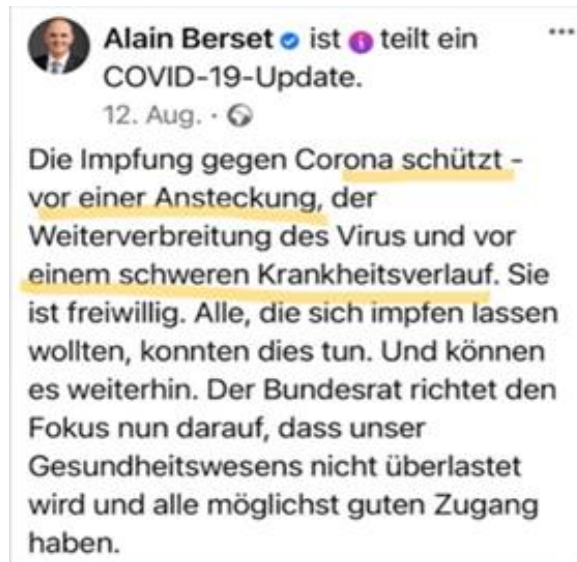 Alain Berset ist teilt ein
COVID-19-Update.
12. Aug. ·
Die Impfung gegen Corona schützt -
vor einer Ansteckung, der
Weiterverbreitung des Virus und vor
einem schweren Krankheitsverlauf. Sie
ist freiwillig. Alle, die sich impfen lassen
wollten, konnten dies tun. Und können
es weiterhin. Der Bundesrat richtet den
Fokus nun darauf, dass unser
Gesundheitswesens nicht überlastet
wird und alle möglichst guten Zugang
haben.